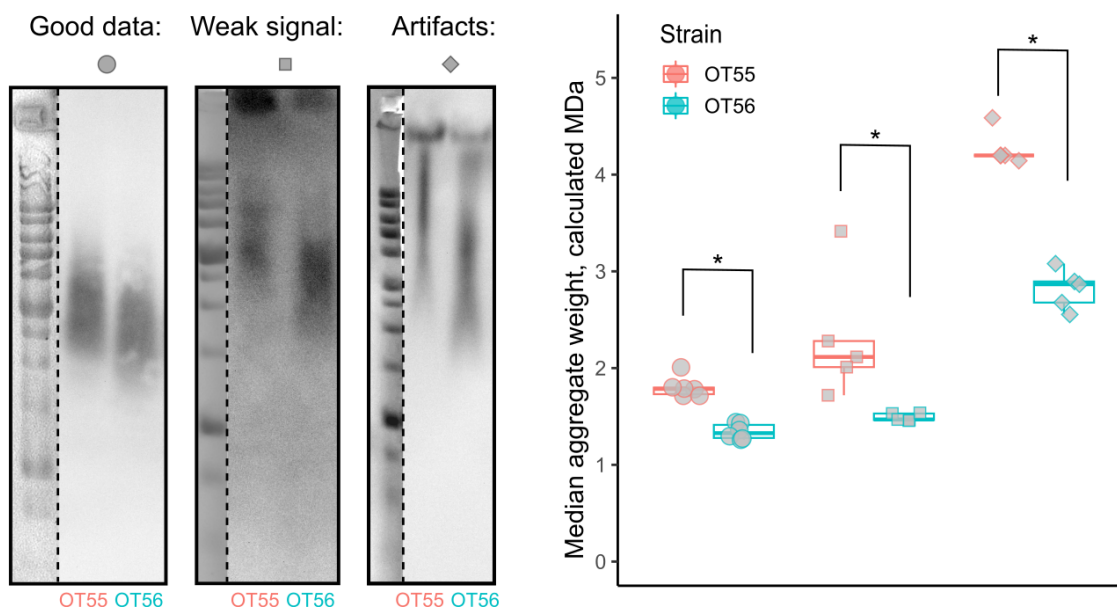 Good data:
Weak signal:
Artifacts:
OT55 OT56
OT55 OT56
OT55 OT56
Median aggregate weight, calculated MDa
5
4
3
2
1
0
Strain
OT55
OT56
*
*
*